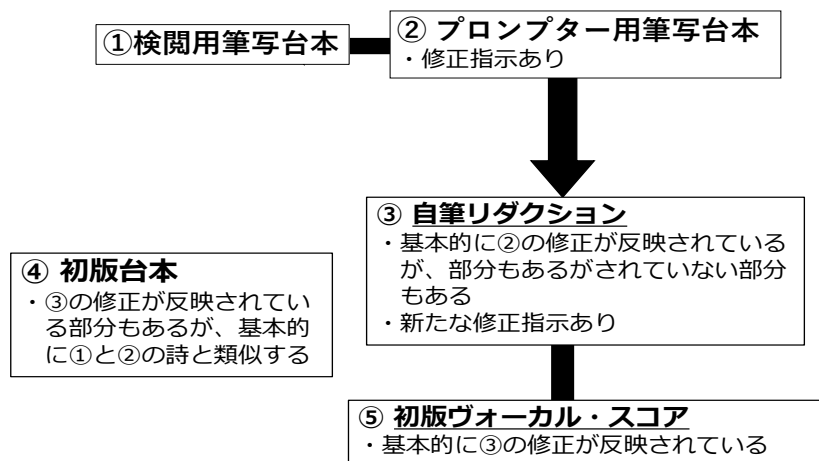 ①検閲用筆写台本
② プロンプター用筆写台本
・修正指示あり
③ 自筆リダクション
・基本的に②の修正が反映されている
が、部分もあるがされていない部分
もある
・新たな修正指示あり
④ 初版台本
・③の修正が反映されてい
る部分もあるが、基本的
に①と②の詩と類似する
⑤ 初版ヴォーカル・スコア
・基本的に③の修正が反映されている